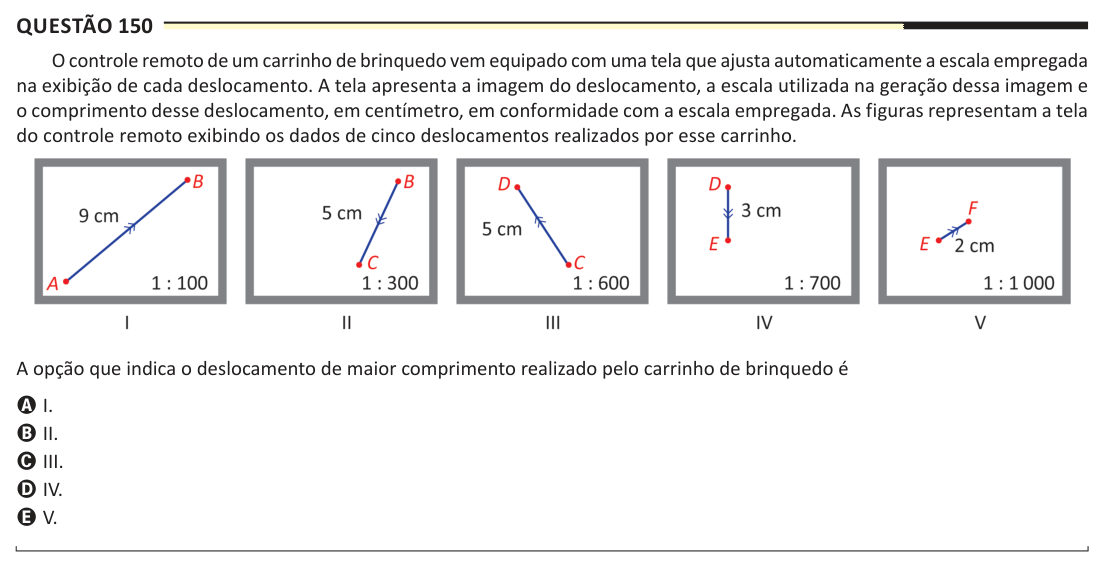 QUESTÃO 150
O controle remoto de um carrinho de brinquedo vem equipado com uma tela que ajusta automaticamente a escala empregada
na exibição de cada deslocamento. A tela apresenta a imagem do deslocamento, a escala utilizada na geração dessa imagem e
o comprimento desse deslocamento, em centímetro, em conformidade com a escala empregada. As figuras representam a tela
do controle remoto exibindo os dados de cinco deslocamentos realizados por esse carrinho.
B
9 cm
A
1 : 100
I
B
5 cm
C
1 : 300
II
D
5 cm
C
1 : 600
III
D
3 cm
E
1 : 700
IV
F
E
2 cm
1 : 1 000
V
A opção que indica o deslocamento de maior comprimento realizado pelo carrinho de brinquedo é
A I.
B II.
C III.
D IV.
E V.